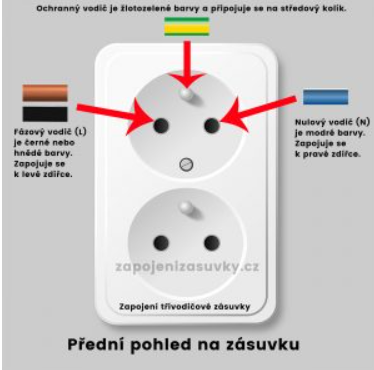 Ochranný vodič je žlotozelené barvy a připojuje se na středový kolík.
Fázový vodič (L)
je černé nebo
hnědé barvy.
Zapojuje se
k levé zdířce.
Nulový vodič (N)
je modré barvy.
Zapojuje se
k pravé zdířce.
zapojenizasuvky.cz
Zapojení třívodičové zásuvky
Přední pohled na zásuvku